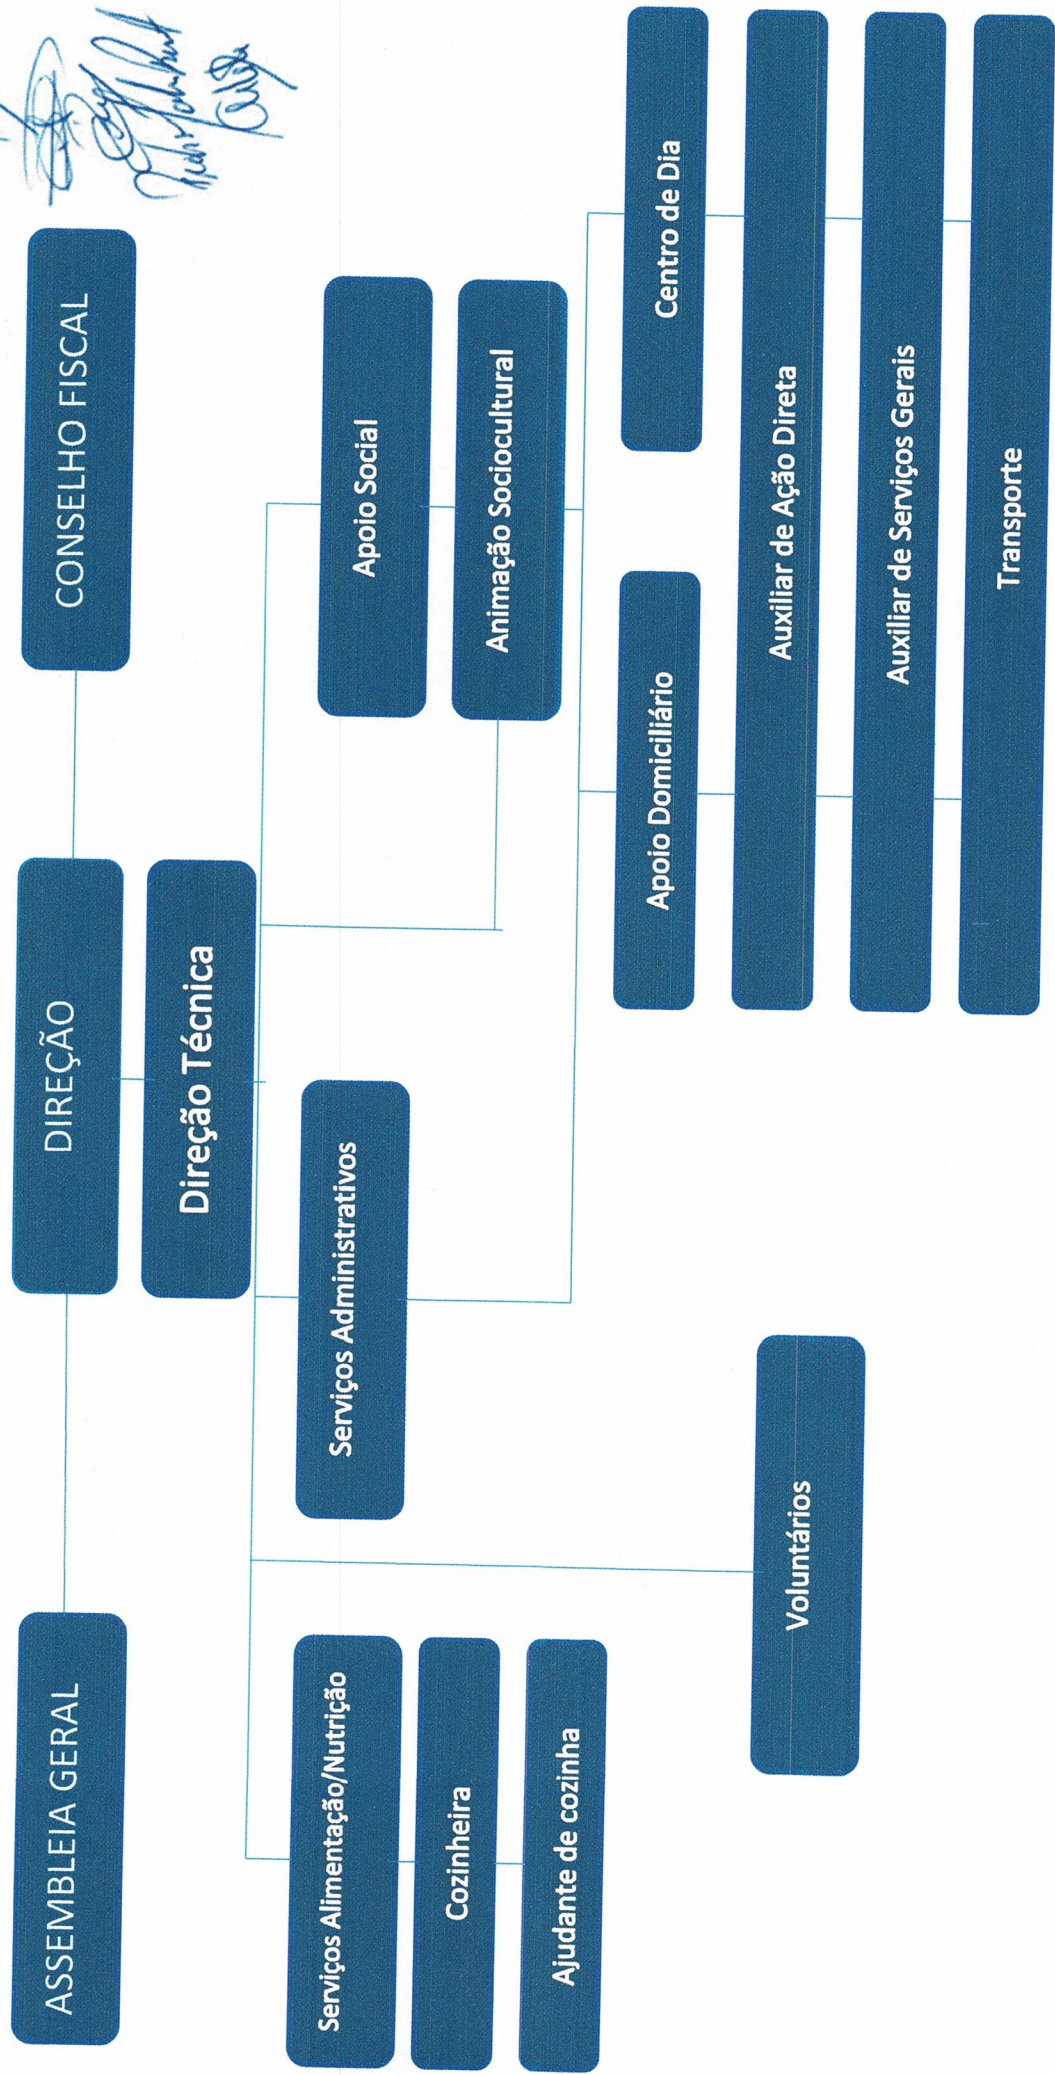 ASSEMBLEIA GERAL
DIREÇÃO
CONSELHO FISCAL
Direção Técnica
Serviços Alimentação/Nutrição
Cozinheira
Ajudante de cozinha
Voluntários
Serviços Administrativos
Apoio Social
Animação Sociocultural
Apoio Domiciliário
Centro de Dia
Auxiliar de Ação Direta
Auxiliar de Serviços Gerais
Transporte